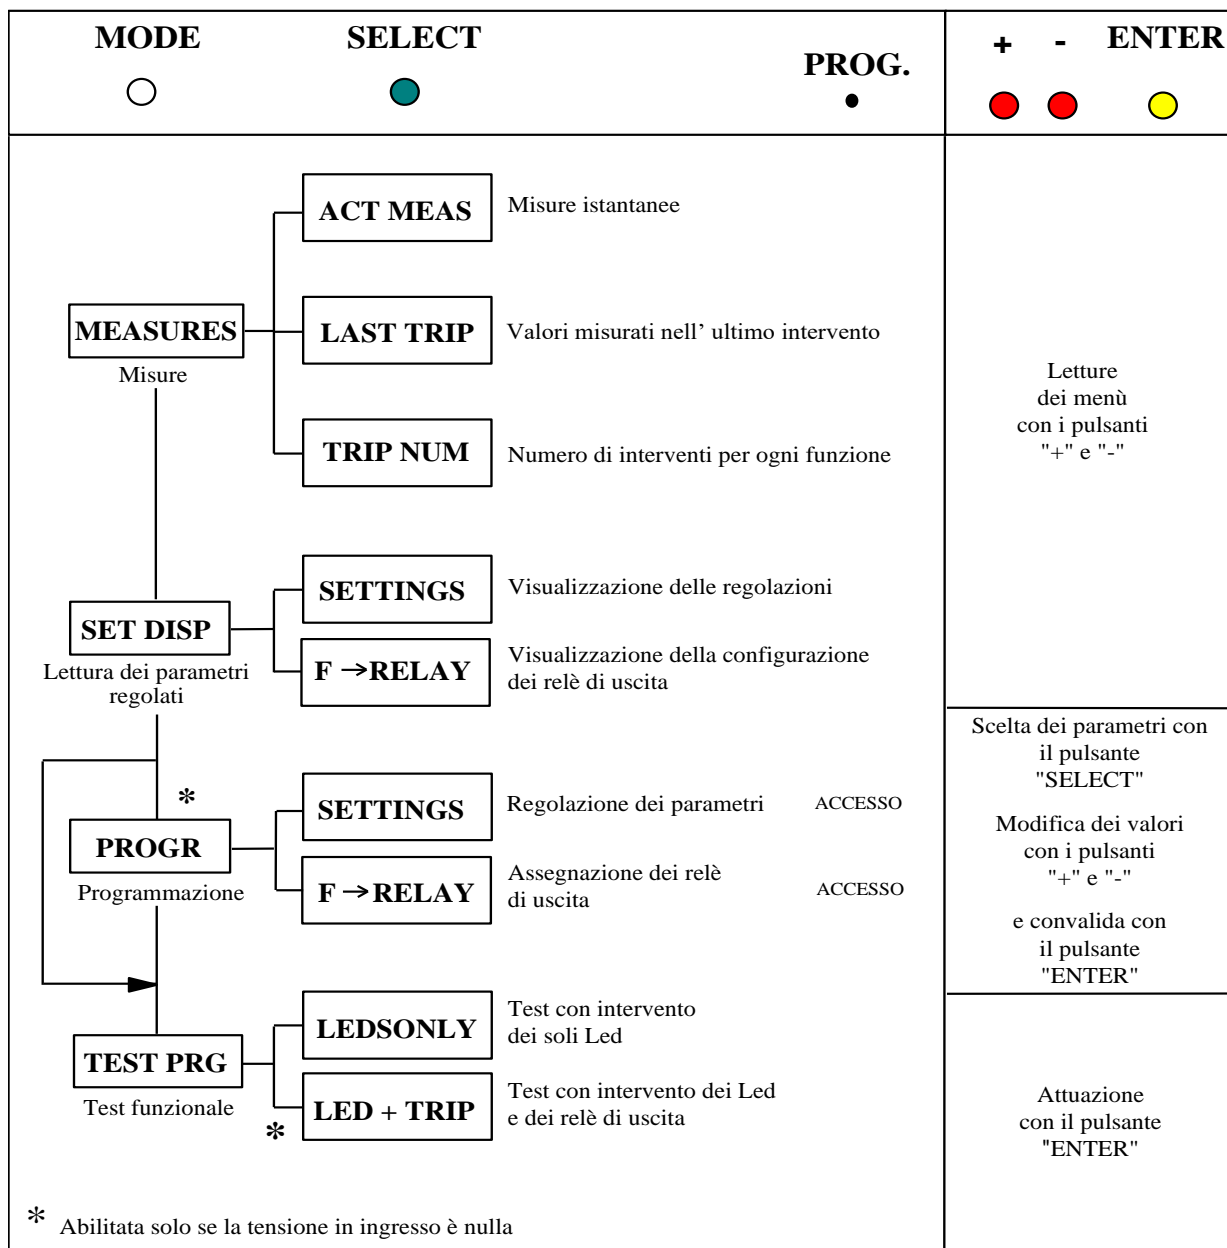 MODE
SELECT
PROG.
+ - ENTER
ACT MEAS
Misure istantanee
MEASURES
Misure
LAST TRIP
Valori misurati nell' ultimo intervento
TRIP NUM
Numero di interventi per ogni funzione
Letture
dei menù
con i pulsanti
"+" e "-"
SET DISP
Lettura dei parametri
regolati
SETTINGS
Visualizzazione delle regolazioni
F →RELAY
Visualizzazione della configurazione
dei relè di uscita
*
PROGR
Programmazione
SETTINGS
Regolazione dei parametri
ACCESSO
F →RELAY
Assegnazione dei relè
di uscita
ACCESSO
Scelta dei parametri con
il pulsante
"SELECT"
Modifica dei valori
con i pulsanti
"+" e "-"
e convalida con
il pulsante
"ENTER"
TEST PRG
Test funzionale
LEDSONLY
Test con intervento
dei soli Led
*
LED + TRIP
Test con intervento dei Led
e dei relè di uscita
Attuazione
con il pulsante
"ENTER"
* Abilitata solo se la tensione in ingresso è nulla